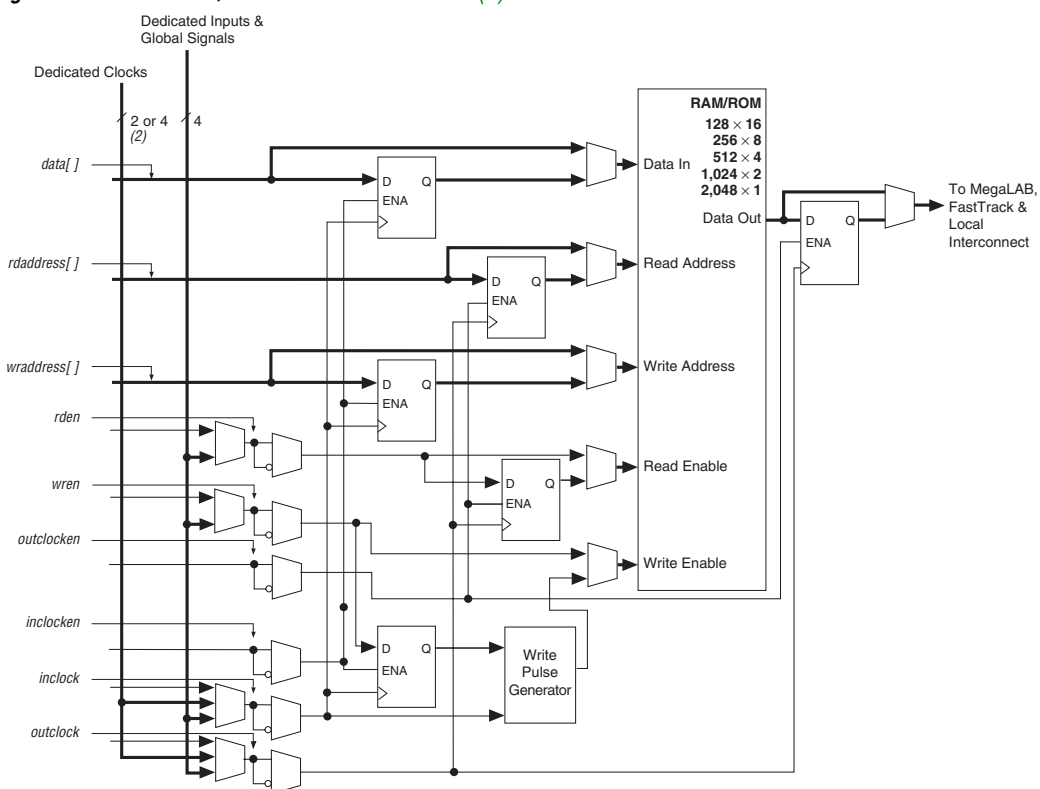 (2)
Dedicated Inputs &
Global Signals
Dedicated Clocks
2 or 4
(2)
4
RAM/ROM
128 × 16
256 × 8
512 × 4
1,024 × 2
2,048 × 1
data[ ]
D
Q
ENA
Data In
Data Out
D
Q
ENA
To MegaLAB,
FastTrack &
Local
Interconnect
rdaddress[ ]
D
Q
ENA
Read Address
wraddress[ ]
D
Q
ENA
Write Address
rden
D
Q
ENA
Read Enable
wren
outclocken
Write Enable
inclocken
D
Q
ENA
Write
Pulse
Generator
inclock
outclock